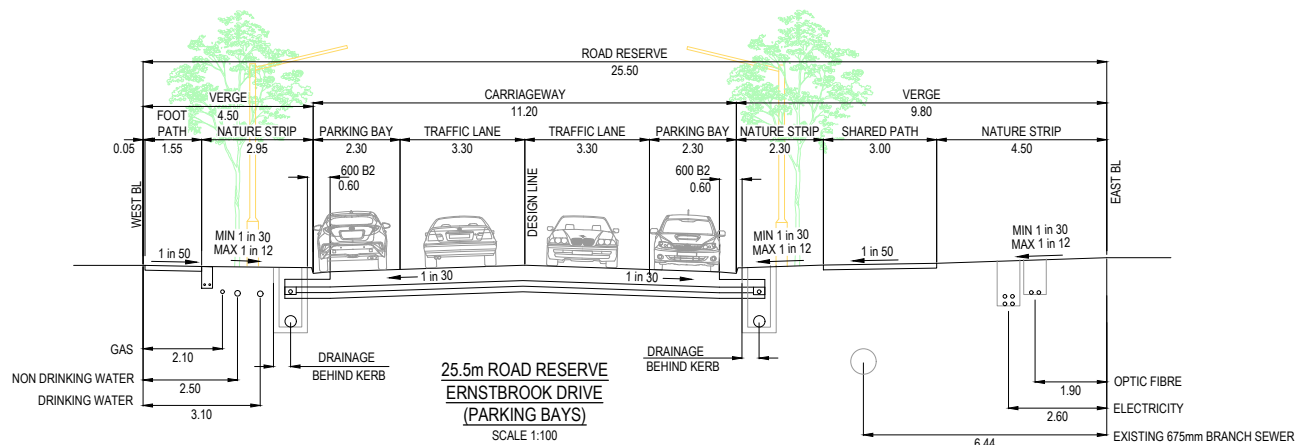 ROAD RESERVE
25.50
VERGE
4.50
CARRIAGEWAY
11.20
VERGE
9.80
FOOT
PATH
0.05
1.55
NATURE STRIP
2.95
PARKING BAY
2.30
TRAFFIC LANE
3.30
TRAFFIC LANE
3.30
PARKING BAY
2.30
NATURE STRIP
2.30
SHARED PATH
3.00
NATURE STRIP
4.50
600 B2
0.60
600 B2
0.60
WEST BL
DESIGN LINE
EAST BL
MIN 1 in 30
MAX 1 in 12
MIN 1 in 30
MAX 1 in 12
MIN 1 in 30
MAX 1 in 12
1 in 50
1 in 50
1 in 30
1 in 30
GAS
2.10
NON DRINKING WATER
2.50
DRINKING WATER
3.10
DRAINAGE
BEHIND KERB
DRAINAGE
BEHIND KERB
25.5m ROAD RESERVE
ERNSTBROOK DRIVE
(PARKING BAYS)
SCALE 1:100
OPTIC FIBRE
1.90
ELECTRICITY
2.60
EXISTING 675mm BRANCH SEWER
6.44